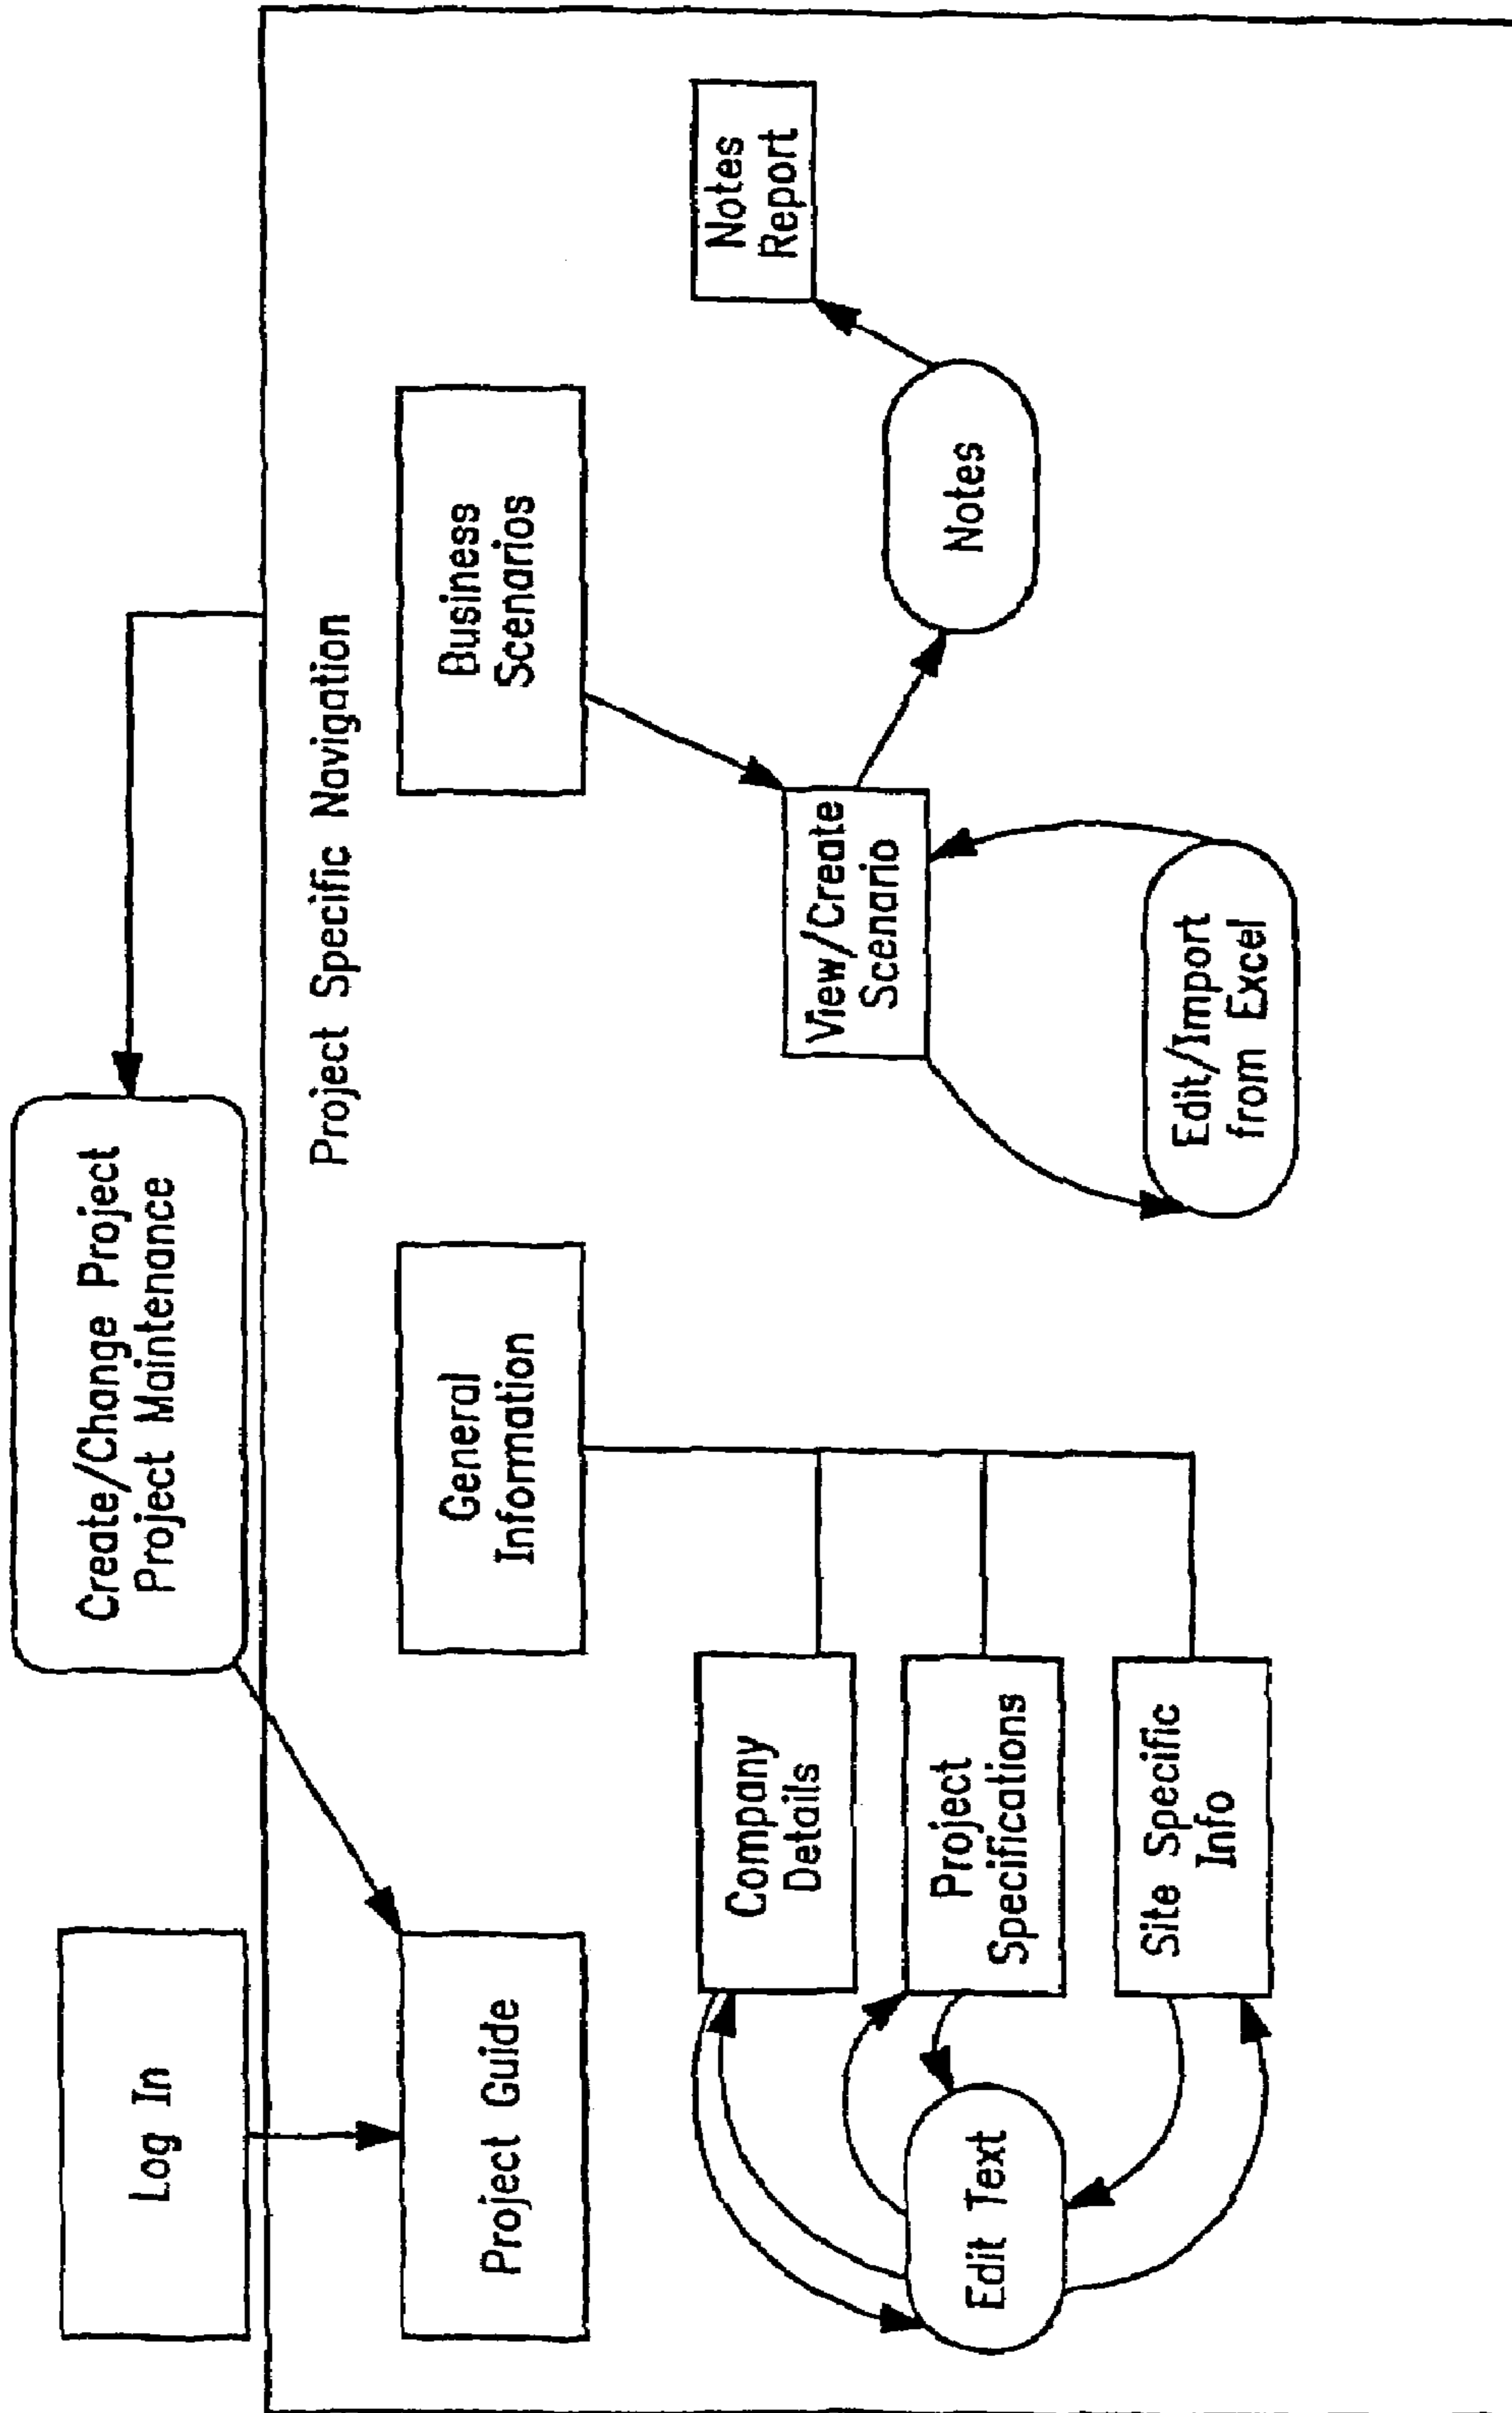 Log In
Create/Change Project
Project Maintenance
Project Specific Navigation
Project Guide
General
Information
Business
Scenarios
Company
Details
Project
Specifications
Site Specific
Info
Edit Text
View/Create
Scenario
Edit/Import
from Excel
Notes
Notes
Report